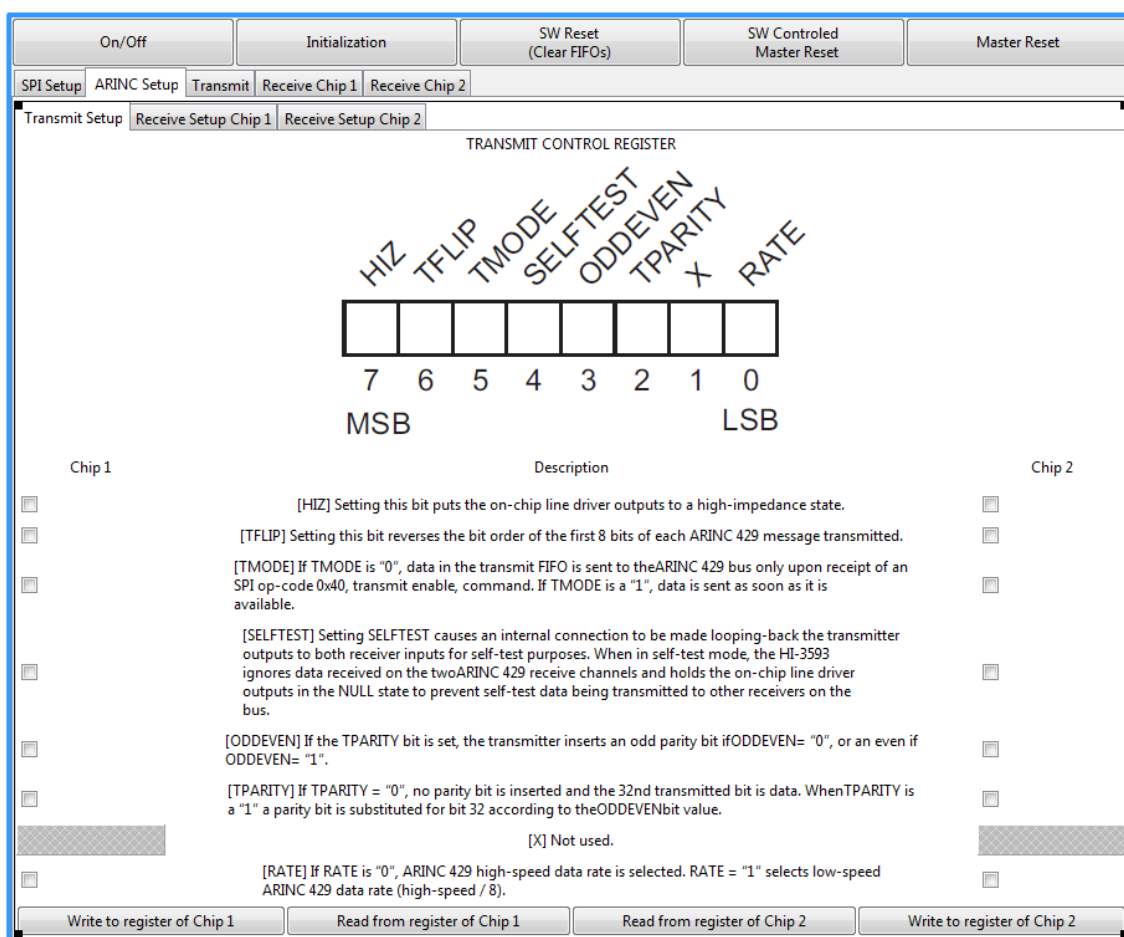 On/Off
Initialization
SW Reset
(Clear FIFOs)
SW Controled
Master Reset
Master Reset
SPI Setup
ARINC Setup
Transmit
Receive Chip 1
Receive Chip 2
Transmit Setup
Receive Setup Chip 1
Receive Setup Chip 2
TRANSMIT CONTROL REGISTER
HIZ
TFLIP
TMODE
SELFTEST
ODDEVEN
TPARITY
X
RATE
7 6 5 4 3 2 1 0
MSB LSB
Chip 1
Description
Chip 2
[HIZ] Setting this bit puts the on-chip line driver outputs to a high-impedance state.
[TFLIP] Setting this bit reverses the bit order of the first 8 bits of each ARINC 429 message transmitted.
[TMODE] If TMODE is “0”, data in the transmit FIFO is sent to theARINC 429 bus only upon receipt of an
SPI op-code 0x40, transmit enable, command. If TMODE is a “1”, data is sent as soon as it is
available.
[SELFTEST] Setting SELFTEST causes an internal connection to be made looping-back the transmitter
outputs to both receiver inputs for self-test purposes. When in self-test mode, the HI-3593
ignores data received on the twoARINC 429 receive channels and holds the on-chip line driver
outputs in the NULL state to prevent self-test data being transmitted to other receivers on the
bus.
[ODDEVEN] If the TPARITY bit is set, the transmitter inserts an odd parity bit ifODDEVEN= “0”, or an even if
ODDEVEN= “1”.
[TPARITY] If TPARITY = “0”, no parity bit is inserted and the 32nd transmitted bit is data. WhenTPARITY is
a “1” a parity bit is substituted for bit 32 according to theODDEVENbit value.
[X] Not used.
[RATE] If RATE is “0”, ARINC 429 high-speed data rate is selected. RATE = “1” selects low-speed
ARINC 429 data rate (high-speed / 8).
Write to register of Chip 1
Read from register of Chip 1
Read from register of Chip 2
Write to register of Chip 2